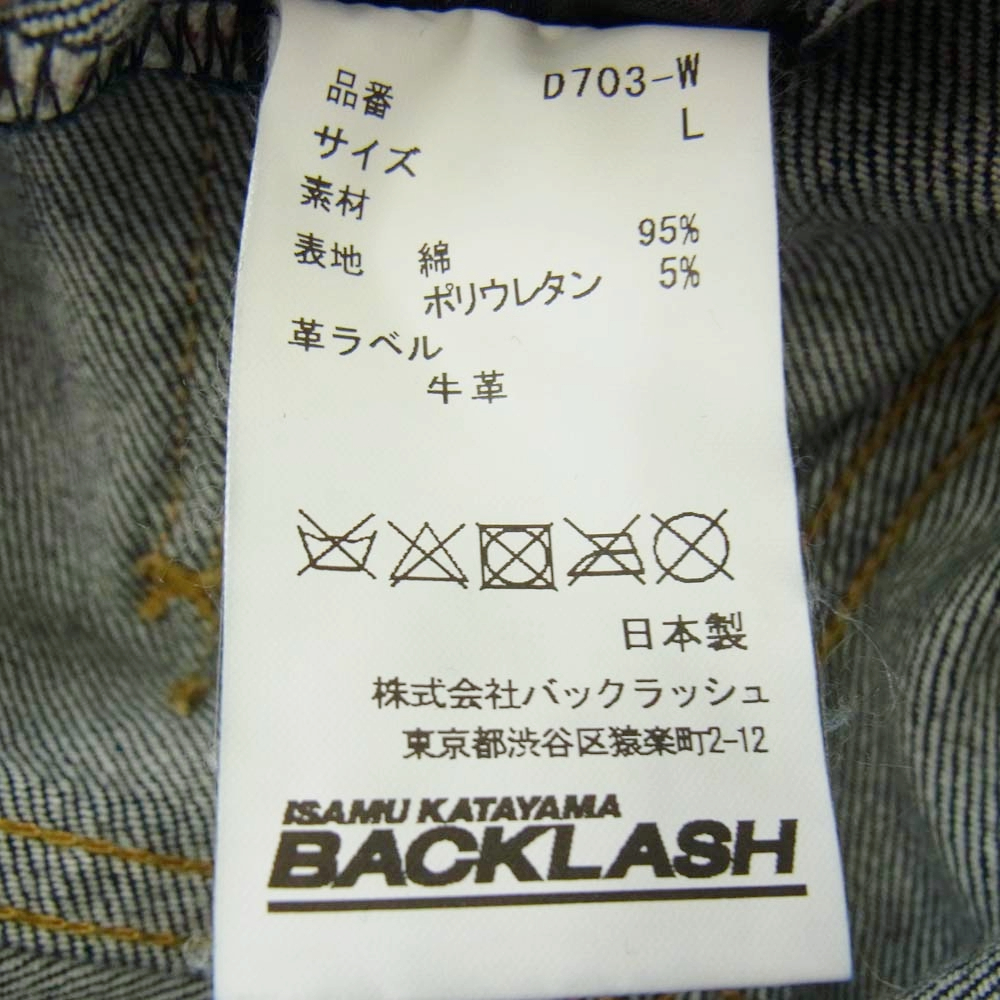 品番 D703-W
サイズ L
素材
表地 綿 95%
ポリウレタン 5%
革ラベル
牛革
日本製
株式会社バックラッシュ
東京都渋谷区猿楽町2-12
ISAMU KATAYAMA
BACKLASH